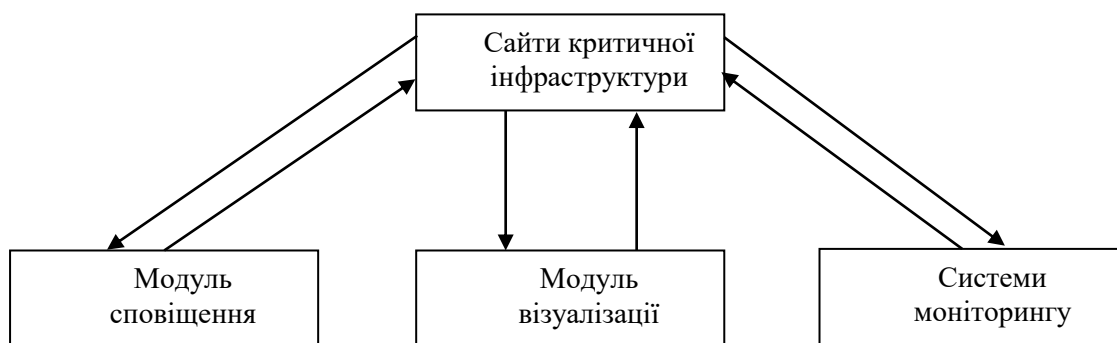 Сайти критичної
інфраструктури
Модуль
сповіщення
Модуль
візуалізації
Системи
моніторингу